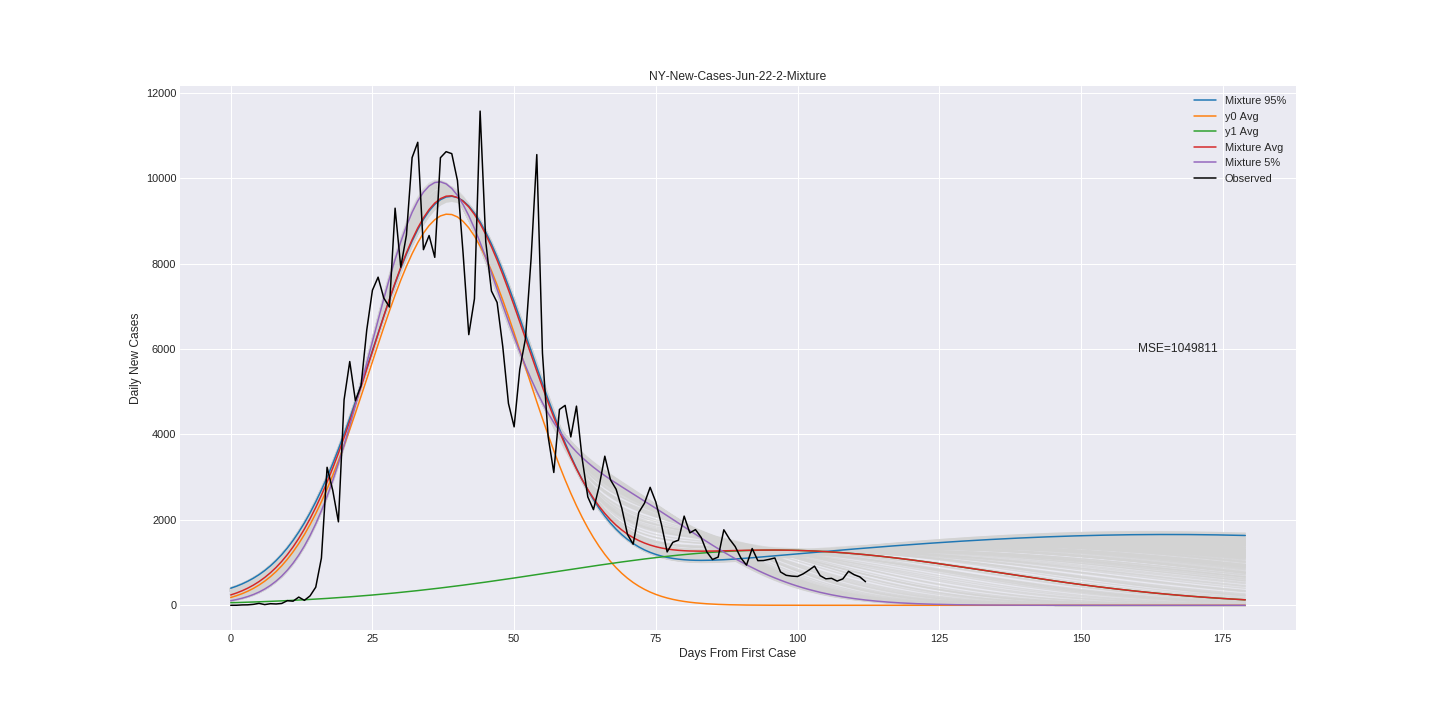 NY-New-Cases-Jun-22-2-Mixture
12000
10000
8000
6000
4000
2000
0
Daily New Cases
Mixture 95%
y0 Avg
y1 Avg
Mixture Avg
Mixture 5%
Observed
MSE=1049811
0 25 50 75 100 125 150 175
Days From First Case